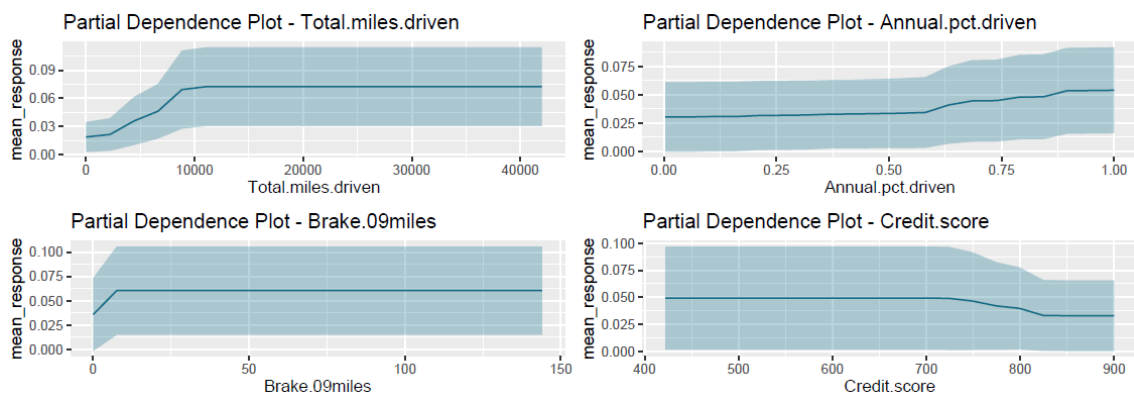 Partial Dependence Plot - Total.miles.driven
mean_response
0.09
0.06
0.03
0.00
0 10000 20000 30000 40000
Total.miles.driven
Partial Dependence Plot - Annual.pct.driven
mean_response
0.075
0.050
0.025
0.000
0.00 0.25 0.50 0.75 1.00
Annual.pct.driven
Partial Dependence Plot - Brake.09miles
mean_response
0.100
0.075
0.050
0.025
0.000
0 50 100 150
Brake.09miles
Partial Dependence Plot - Credit.score
mean_response
0.100
0.075
0.050
0.025
0.000
400 500 600 700 800 900
Credit.score